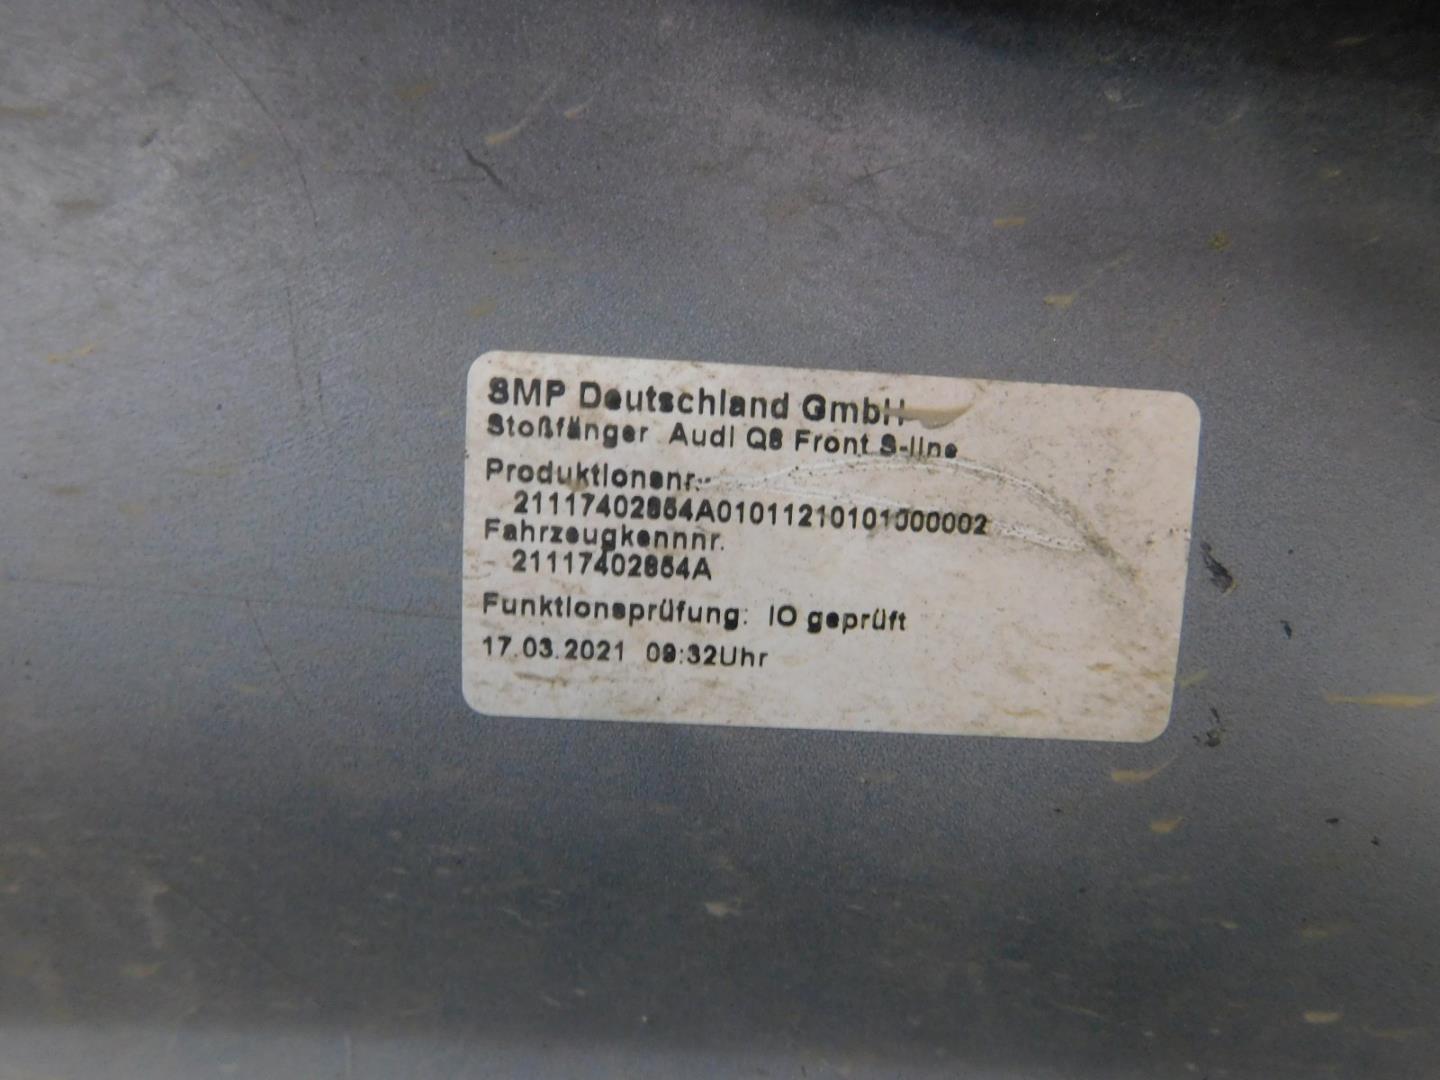 SMP Deutschland GmbH
Stoßfänger Audi Q8 Front S-line
Produktionsnr.:
21117402854A01011210101000002
Fahrzeugkennnr.
21117402854A
Funktionsprüfung: IO geprüft
17.03.2021 09:32Uhr